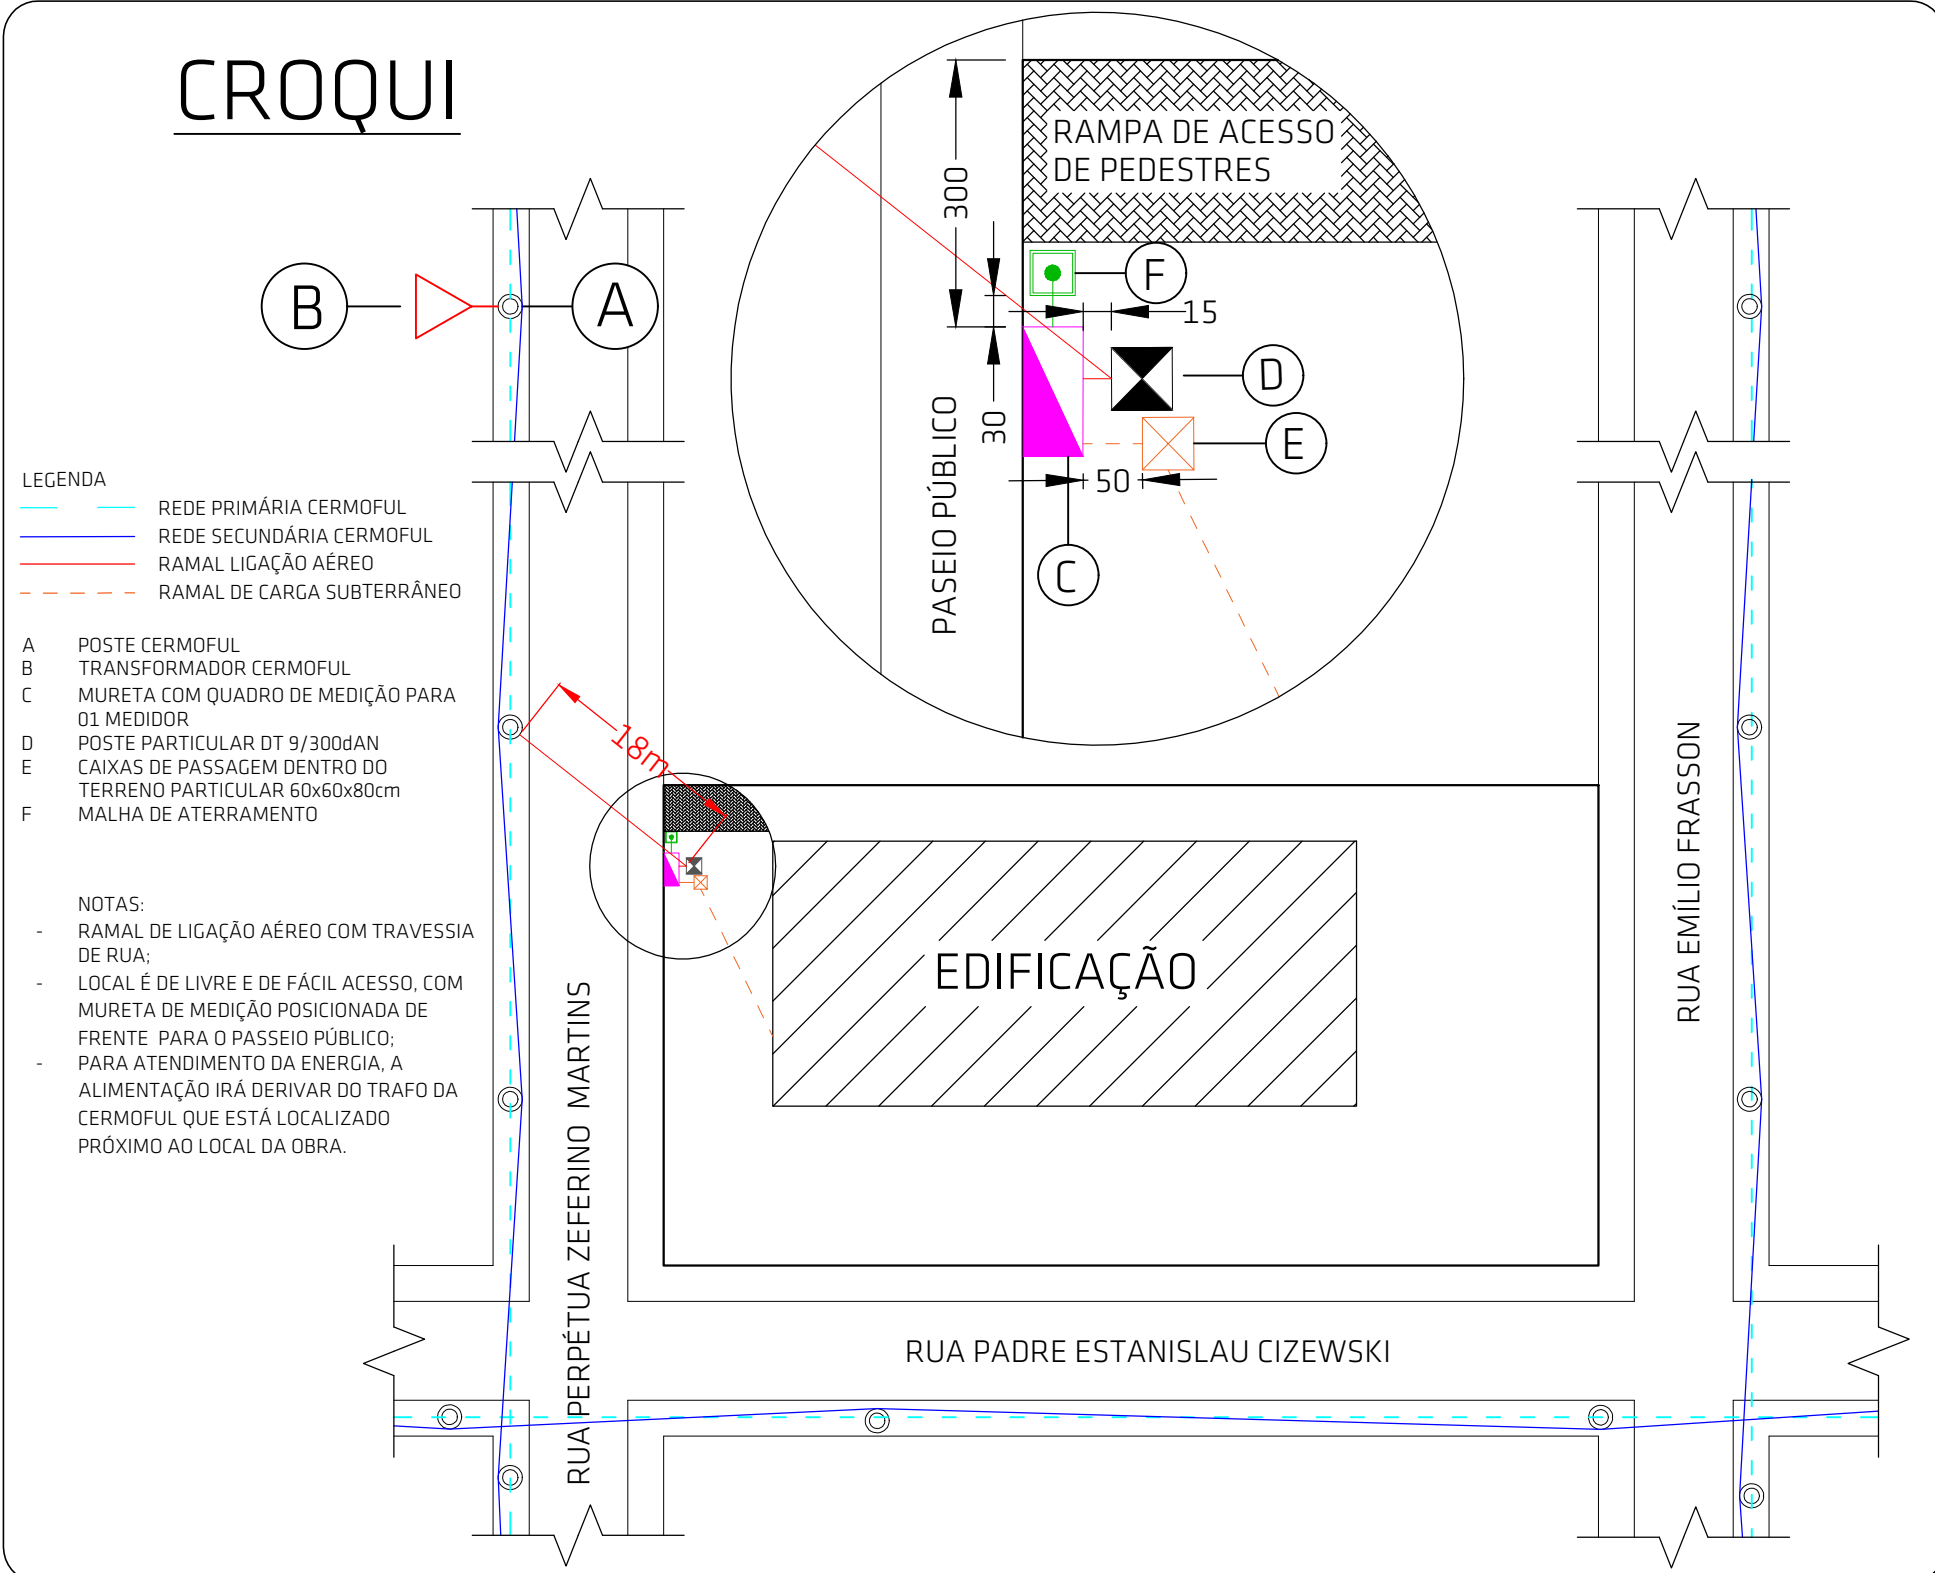 CROQUI
RAMPA DE ACESSO
DE PEDESTRES
300
F
15
B
A
D
30
E
50
PASEIO PÚBLICO
C
LEGENDA
REDE PRIMÁRIA CERMOFUL
REDE SECUNDÁRIA CERMOFUL
RAMAL LIGAÇÃO AÉREO
RAMAL DE CARGA SUBTERRÂNEO
A POSTE CERMOFUL
B TRANSFORMADOR CERMOFUL
C MURETA COM QUADRO DE MEDIÇÃO PARA
01 MEDIDOR
D POSTE PARTICULAR DT 9/300dAN
E CAIXAS DE PASSAGEM DENTRO DO
TERRENO PARTICULAR 60x60x80cm
F MALHA DE ATERRAMENTO
NOTAS:
- RAMAL DE LIGAÇÃO AÉREO COM TRAVESSIA
DE RUA;
- LOCAL É DE LIVRE E DE FÁCIL ACESSO, COM
MURETA DE MEDIÇÃO POSICIONADA DE
FRENTE PARA O PASSEIO PÚBLICO;
- PARA ATENDIMENTO DA ENERGIA, A
ALIMENTAÇÃO IRÁ DERIVAR DO TRAFO DA
CERMOFUL QUE ESTÁ LOCALIZADO
PRÓXIMO AO LOCAL DA OBRA.
18m
EDIFICAÇÃO
RUA PERPÉTUA ZEFERINO MARTINS
RUA EMÍLIO FRASSON
RUA PADRE ESTANISLAU CIZEWSKI